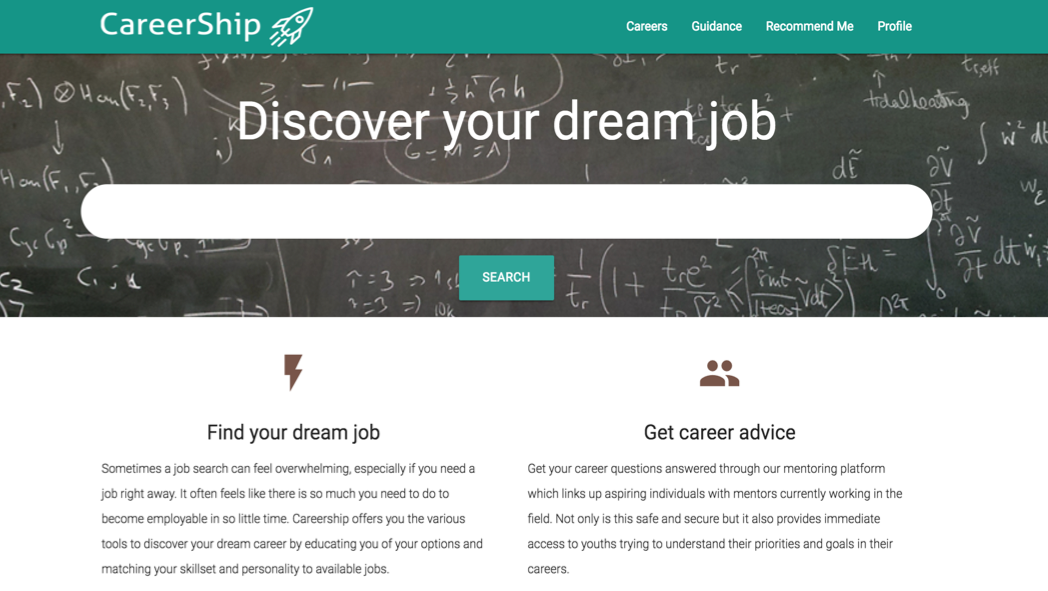 CareerShip
Careers Guidance Recommend Me Profile
Discover your dream job
SEARCH
Find your dream job
Sometimes a job search can feel overwhelming, especially if you need a
job right away. It often feels like there is so much you need to do to
become employable in so little time. Careership offers you the various
tools to discover your dream career by educating you of your options and
matching your skillset and personality to available jobs.
Get career advice
Get your career questions answered through our mentoring platform
which links up aspiring individuals with mentors currently working in the
field. Not only is this safe and secure but it also provides immediate
access to youths trying to understand their priorities and goals in their
careers.